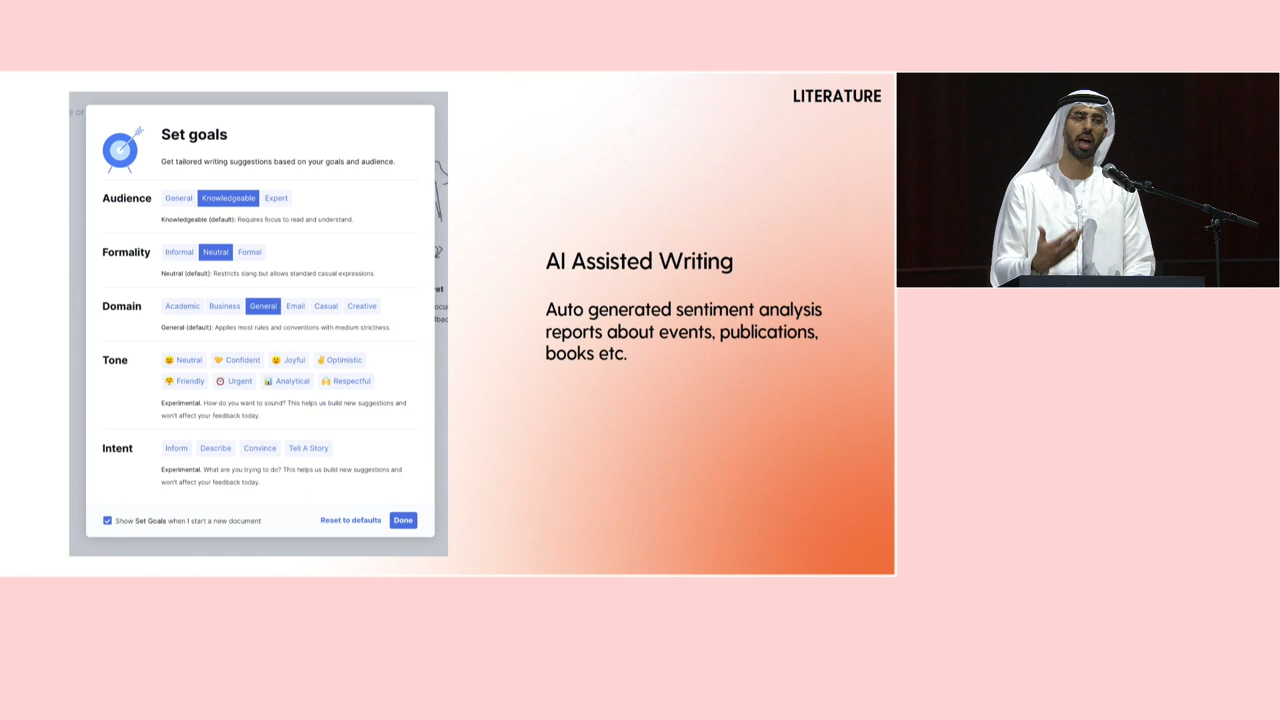 LITERATURE
Set goals
Get tailored writing suggestions based on your goals and audience.
Audience
General Knowledgeable Expert
Knowledgeable (default): Requires focus to read and understand.
Formality
Informal Neutral Formal
Neutral (default): Restricts slang but allows standard casual expressions.
Domain
Academic Business General Email Casual Creative
General (default): Applies most rules and conventions with medium strictness.
Tone
Neutral Confident Joyful Optimistic
Friendly Urgent Analytical Respectful
Experimental. How do you want to sound? This helps us build new suggestions and
won't affect your feedback today.
Intent
Inform Describe Convince Tell A Story
Experimental. What are you trying to do? This helps us build new suggestions and
won't affect your feedback today.
Show Set Goals when I start a new document
Reset to defaults Done
AI Assisted Writing
Auto generated sentiment analysis
reports about events, publications,
books etc.